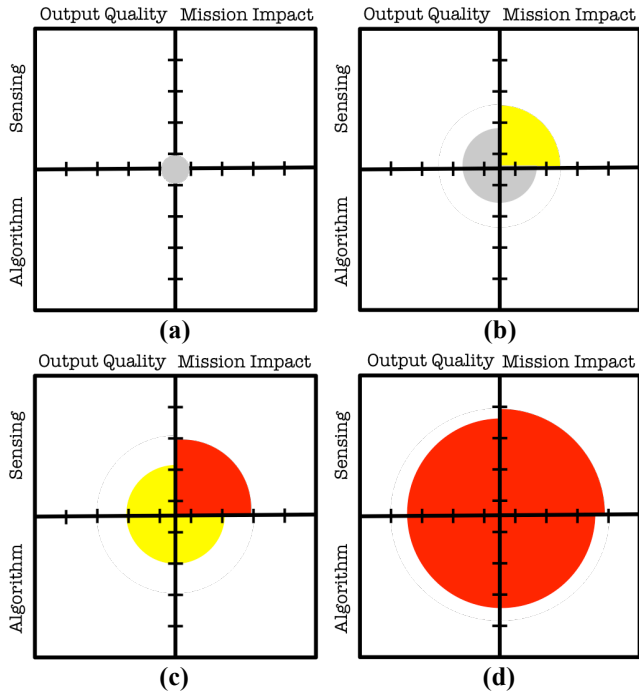 Output Quality Mission Impact
Sensing
Algorithm
(a)
Output Quality Mission Impact
Sensing
Algorithm
(b)
Output Quality Mission Impact
Sensing
Algorithm
(c)
Output Quality Mission Impact
Sensing
Algorithm
(d)